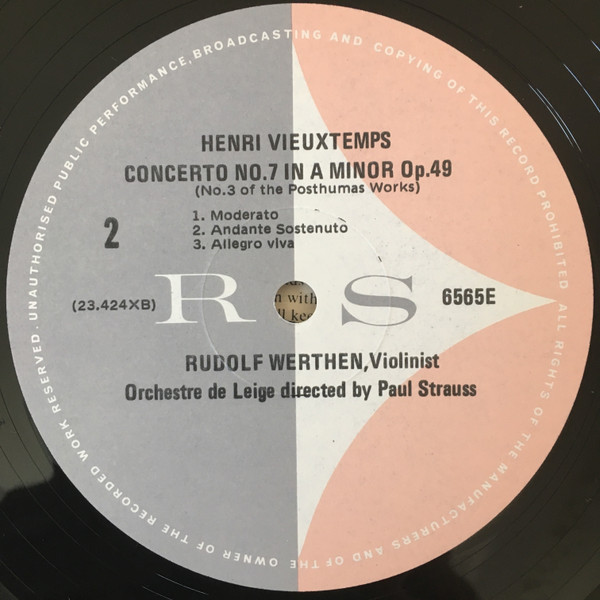 UNAUTHORISED PUBLIC PERFORMANCE, BROADCASTING AND COPYING OF THIS RECORD PROHIBITED. ALL RIGHTS OF THE MANUFACTURERS AND OF THE OWNER OF THE RECORDED WORK RESERVED.
HENRI VIEUXTEMPS
CONCERTO NO.7 IN A MINOR Op.49
(No.3 of the Posthumas Works)
2
1. Moderato
2. Andante Sostenuto
3. Allegro viva
(23.424XB) R S 6565E
with
RUDOLF WERTHEN, Violinist
Orchestre de Leige directed by Paul Strauss